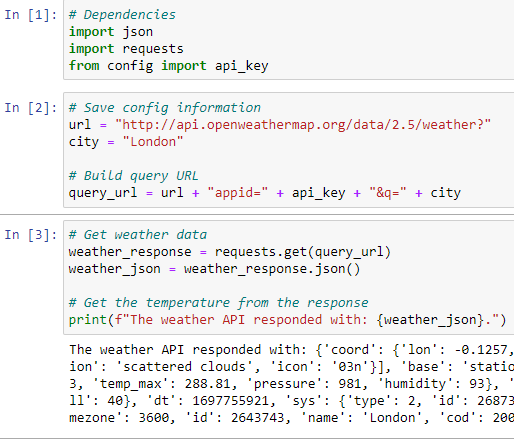 In [1]: # Dependencies
import json
import requests
from config import api_key
In [2]: # Save config information
url = "http://api.openweathermap.org/data/2.5/weather?"
city = "London"
# Build query URL
query_url = url + "appid=" + api_key + "&q=" + city
In [3]: # Get weather data
weather_response = requests.get(query_url)
weather_json = weather_response.json()
# Get the temperature from the response
print(f"The weather API responded with: {weather_json}.")
The weather API responded with: {'coord': {'lon': -0.1257,
ion': 'scattered clouds', 'icon': '03n'}], 'base': 'statio
3, 'temp_max': 288.81, 'pressure': 981, 'humidity': 93},
ll': 40}, 'dt': 1697755921, 'sys': {'type': 2, 'id': 26873
mezone': 3600, 'id': 2643743, 'name': 'London', 'cod': 200